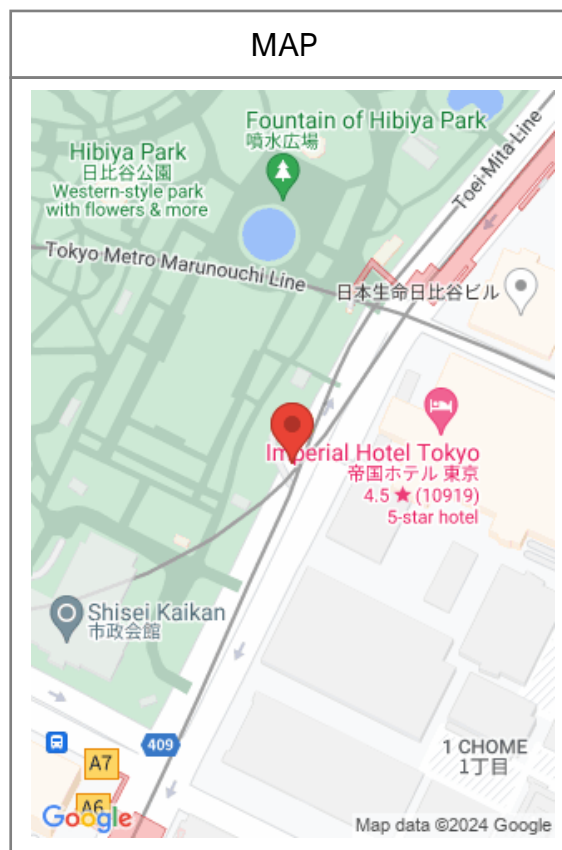 MAP
Fountain of Hibiya Park
噴水広場
Hibiya Park
日比谷公園
Western-style park
with flowers & more
Toei-Mita Line
Tokyo Metro Marunouchi Line
日本生命日比谷ビル
Imperial Hotel Tokyo
帝国ホテル 東京
4.5 ★ (10919)
5-star hotel
Shisei Kaikan
市政会館
409
A7
A6
1 CHOME
1丁目
Google
Map data ©2024 Google